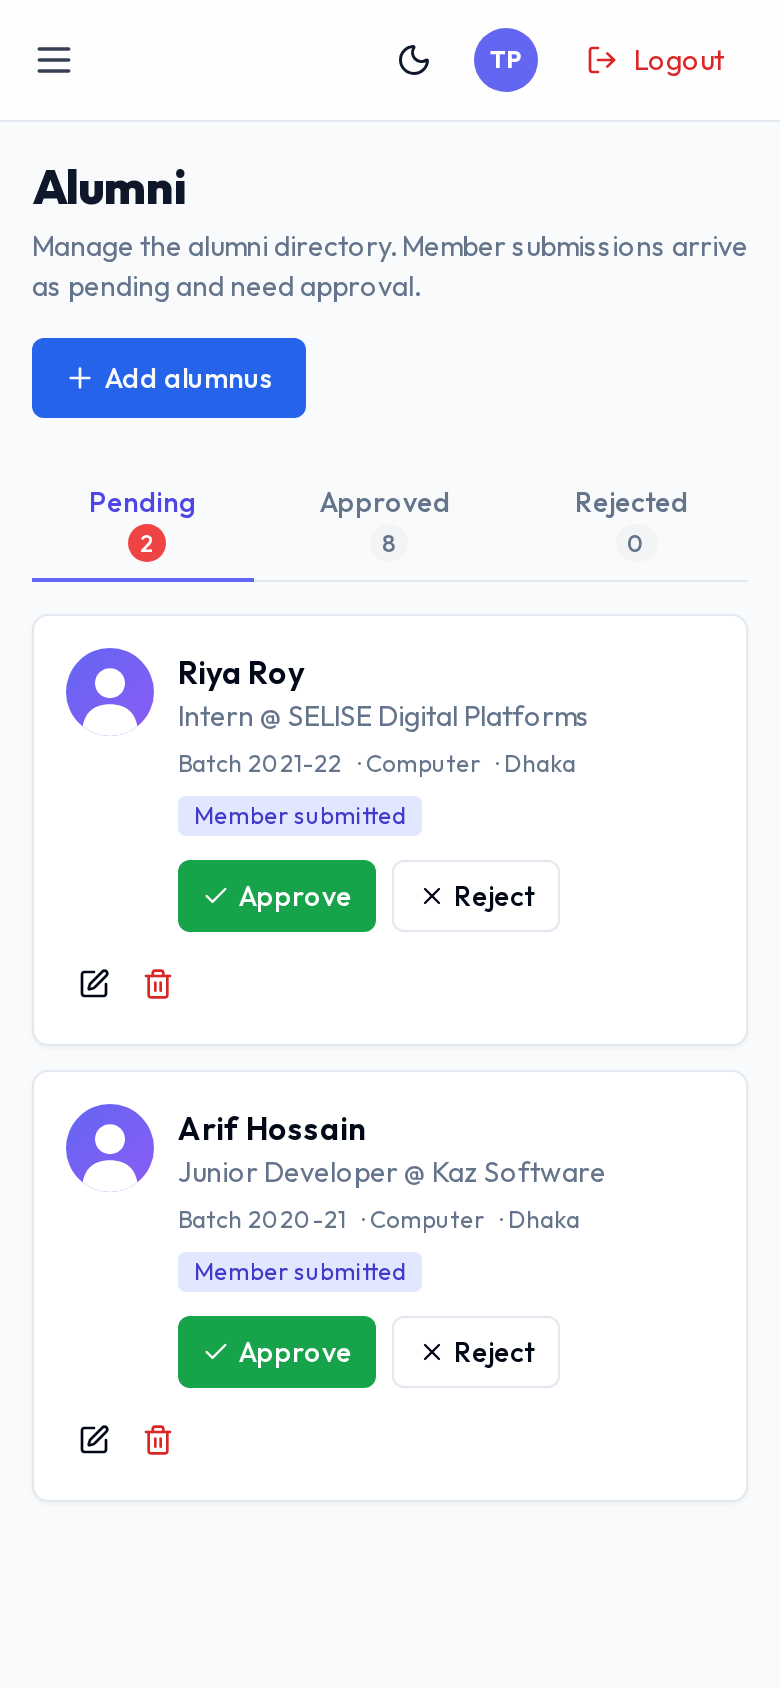 TP
Logout
Alumni
Manage the alumni directory. Member submissions arrive
as pending and need approval.
Add alumnus
Pending Approved Rejected
2 8 0
Riya Roy
Intern @ SELISE Digital Platforms
Batch 2021-22 · Computer · Dhaka
Member submitted
Approve Reject
Arif Hossain
Junior Developer @ Kaz Software
Batch 2020-21 · Computer · Dhaka
Member submitted
Approve Reject